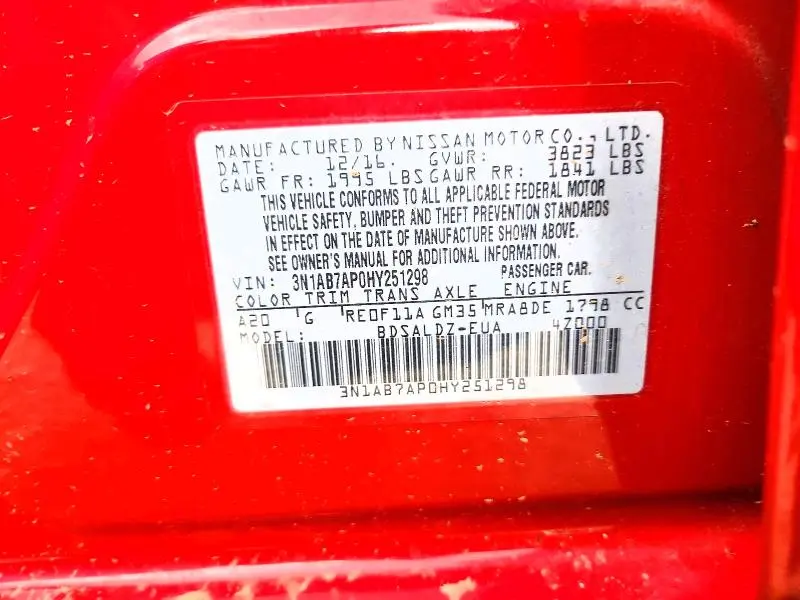 MANUFACTURED BY NISSAN MOTOR CO., LTD.
DATE: 12/16. GVWR: 3823 LBS
GAWR FR: 1995 LBS GAWR RR: 1841 LBS
THIS VEHICLE CONFORMS TO ALL APPLICABLE FEDERAL MOTOR
VEHICLE SAFETY, BUMPER AND THEFT PREVENTION STANDARDS
IN EFFECT ON THE DATE OF MANUFACTURE SHOWN ABOVE.
SEE OWNER'S MANUAL FOR ADDITIONAL INFORMATION.
VIN: 3N1AB7AP0HY251298 PASSENGER CAR.
COLOR TRIM TRANS AXLE ENGINE
A20 G RE0F11A GM35 MRA8DE 1798 CC
MODEL: BDSALDZ-EUA 4Z000
3N1AB7AP0HY251298